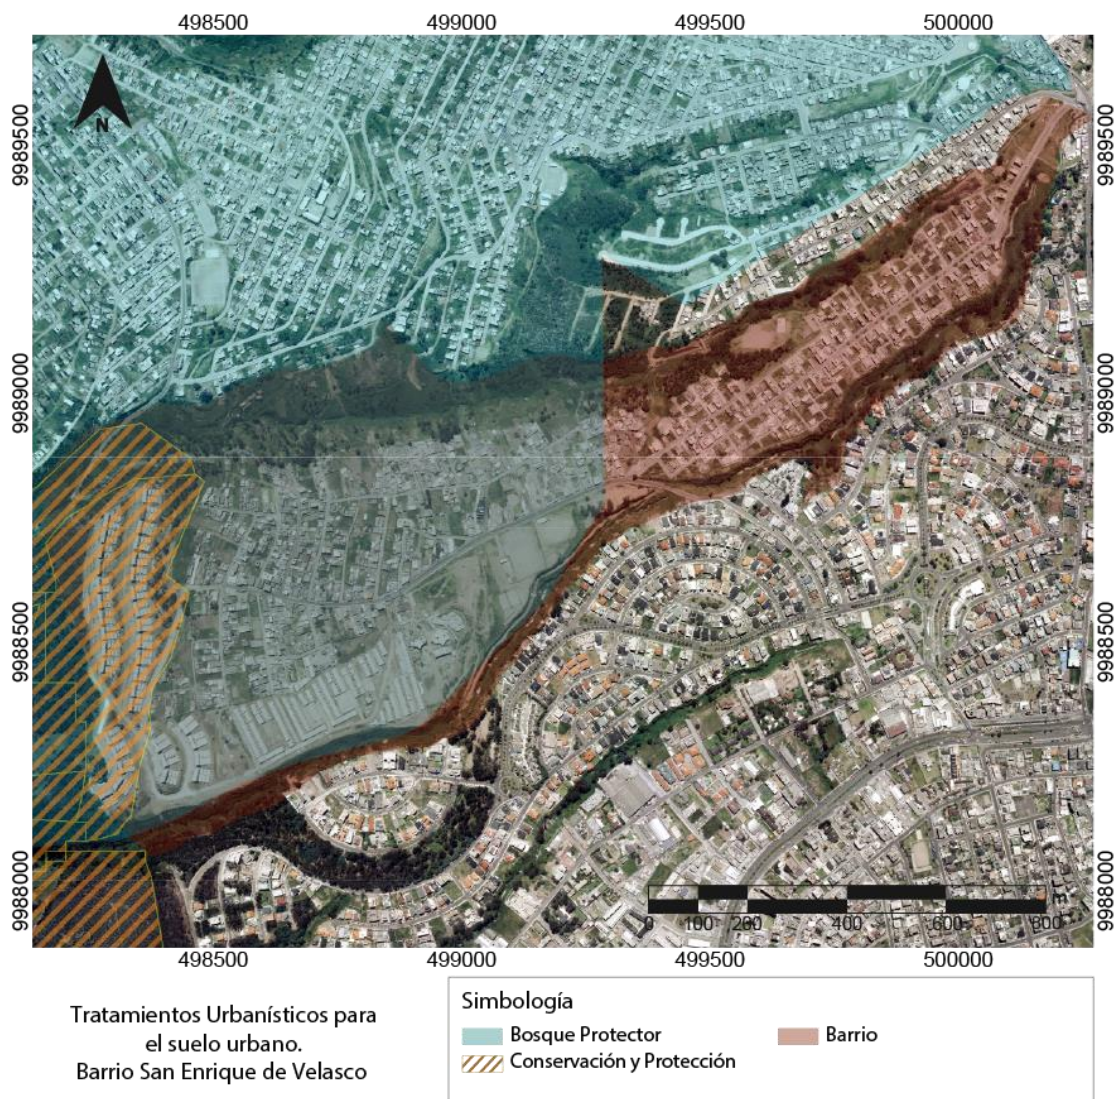 498500 499000 499500 500000
N
9989500 9989500
9989000 9989000
9988500 9988500
9988000 9988000
0 100 200 400 600 800
498500 499000 499500 500000
Tratamientos Urbanísticos para
el suelo urbano.
Barrio San Enrique de Velasco
Simbología
Bosque Protector Barrio
Conservación y Protección